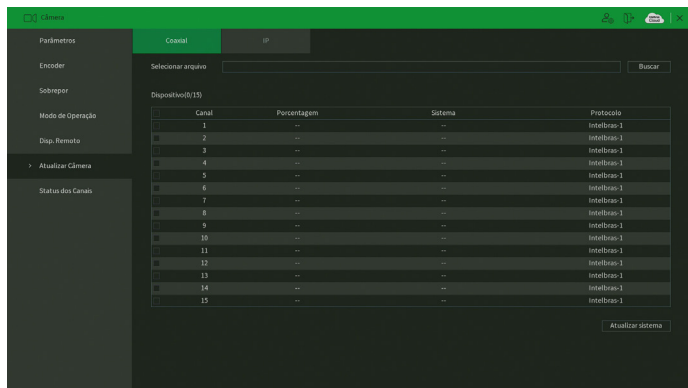 Câmera
Parâmetros
Encoder
Sobrepor
Modo de Operação
Disp. Remoto
> Atualizar Câmera
Status dos Canais
Coaxial IP
Selecionar arquivo Buscar
Dispositivo(0/15)
Canal Porcentagem Sistema Protocolo
1 -- -- Intelbras-1
2 -- -- Intelbras-1
3 -- -- Intelbras-1
4 -- -- Intelbras-1
5 -- -- Intelbras-1
6 -- -- Intelbras-1
7 -- -- Intelbras-1
8 -- -- Intelbras-1
9 -- -- Intelbras-1
10 -- -- Intelbras-1
11 -- -- Intelbras-1
12 -- -- Intelbras-1
13 -- -- Intelbras-1
14 -- -- Intelbras-1
15 -- -- Intelbras-1
Atualizar sistema